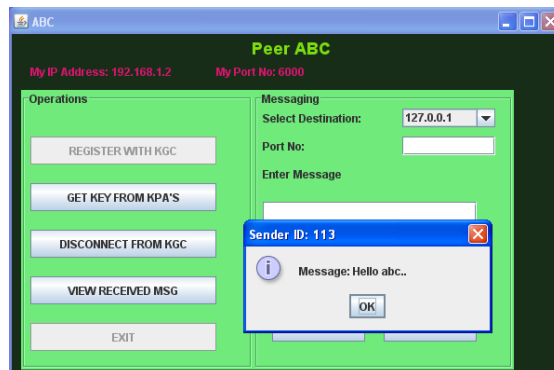 ABC
Peer ABC
My IP Address: 192.168.1.2 My Port No: 6000
Operations
REGISTER WITH KGC
GET KEY FROM KPA'S
DISCONNECT FROM KGC
VIEW RECEIVED MSG
EXIT
Messaging
Select Destination: 127.0.0.1
Port No:
Enter Message
Sender ID: 113
Message: Hello abc..
OK